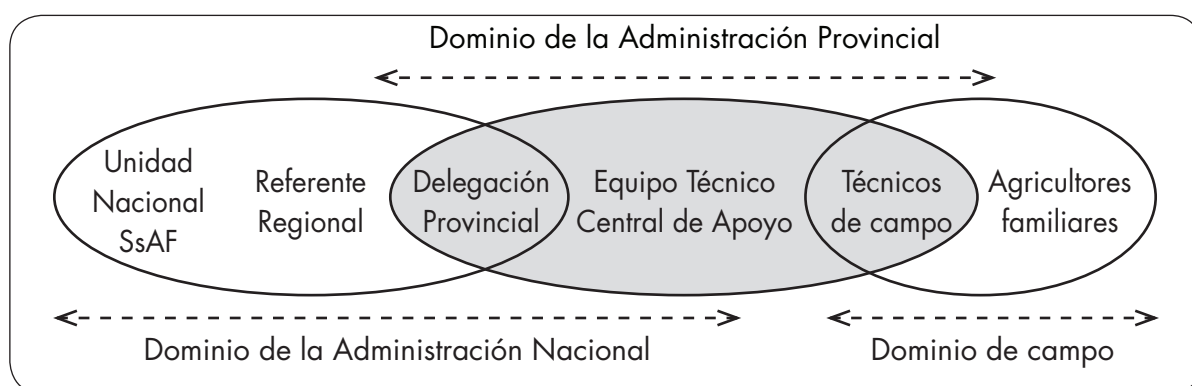 Dominio de la Administración Provincial
Unidad
Nacional
SsAF
Referente
Regional
Delegación
Provincial
Equipo Técnico
Central de Apoyo
Técnicos
de campo
Agricultores
familiares
Dominio de la Administración Nacional
Dominio de campo